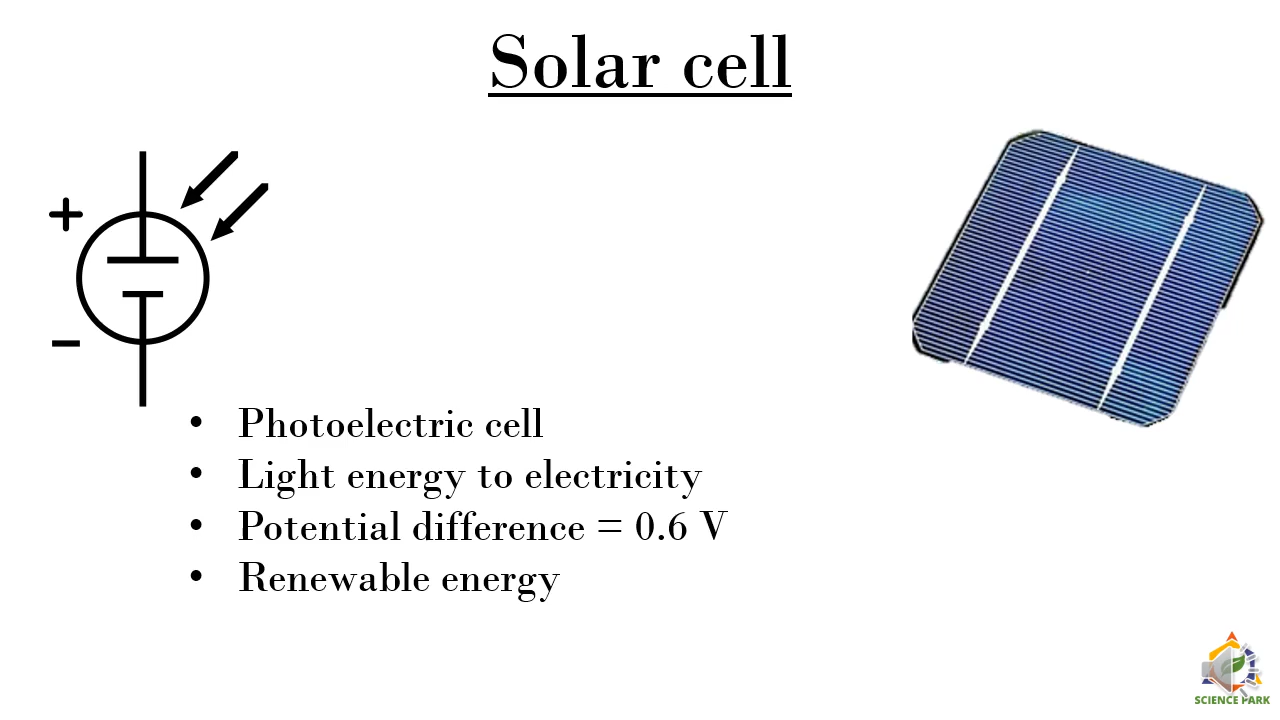 Solar cell
+
−
• Photoelectric cell
• Light energy to electricity
• Potential difference = 0.6 V
• Renewable energy
SCIENCE PARK